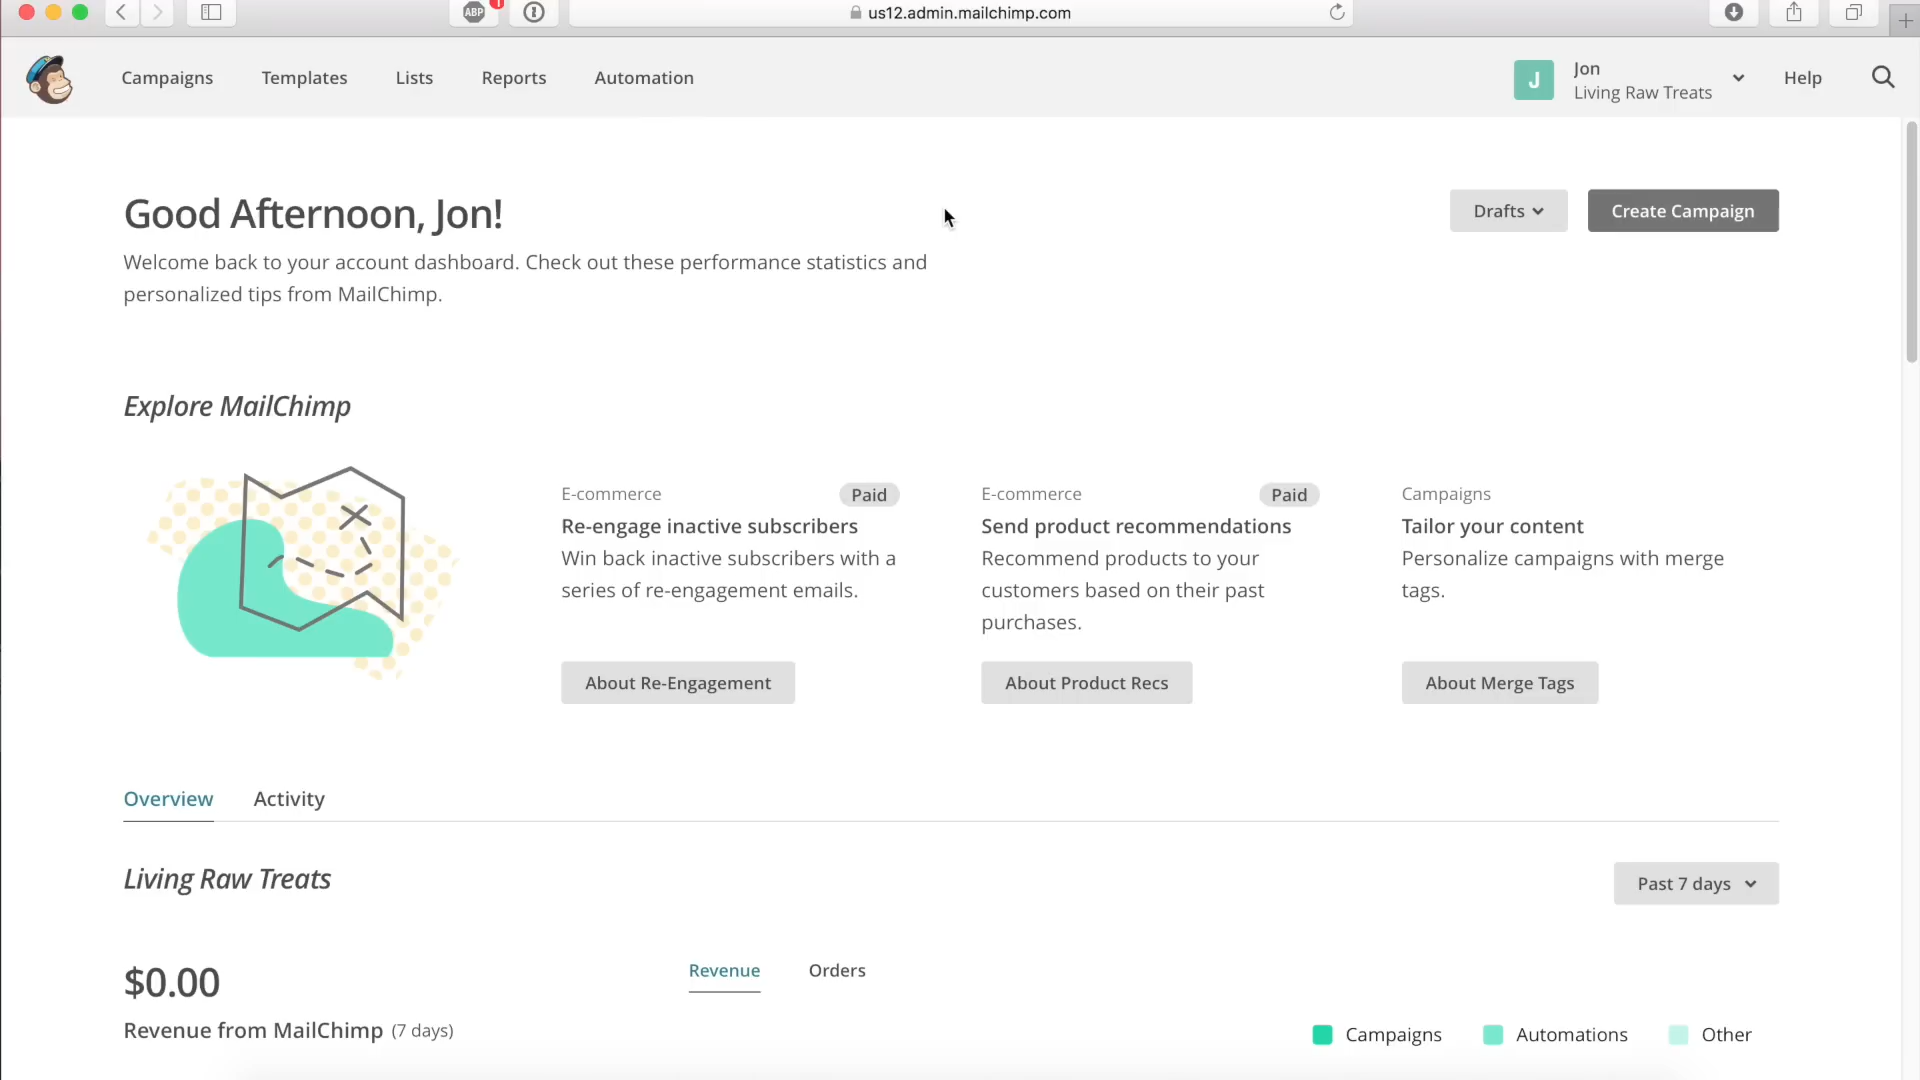 ABP
1
us12.admin.mailchimp.com
Campaigns
Templates
Lists
Reports
Automation
J
Jon
Living Raw Treats
Help
Good Afternoon, Jon!
Drafts
Create Campaign
Welcome back to your account dashboard. Check out these performance statistics and
personalized tips from MailChimp.
Explore MailChimp
E-commerce
Paid
Re-engage inactive subscribers
Win back inactive subscribers with a
series of re-engagement emails.
About Re-Engagement
E-commerce
Paid
Send product recommendations
Recommend products to your
customers based on their past
purchases.
About Product Recs
Campaigns
Tailor your content
Personalize campaigns with merge
tags.
About Merge Tags
Overview
Activity
Living Raw Treats
Past 7 days
$0.00
Revenue from MailChimp (7 days)
Revenue
Orders
Campaigns
Automations
Other